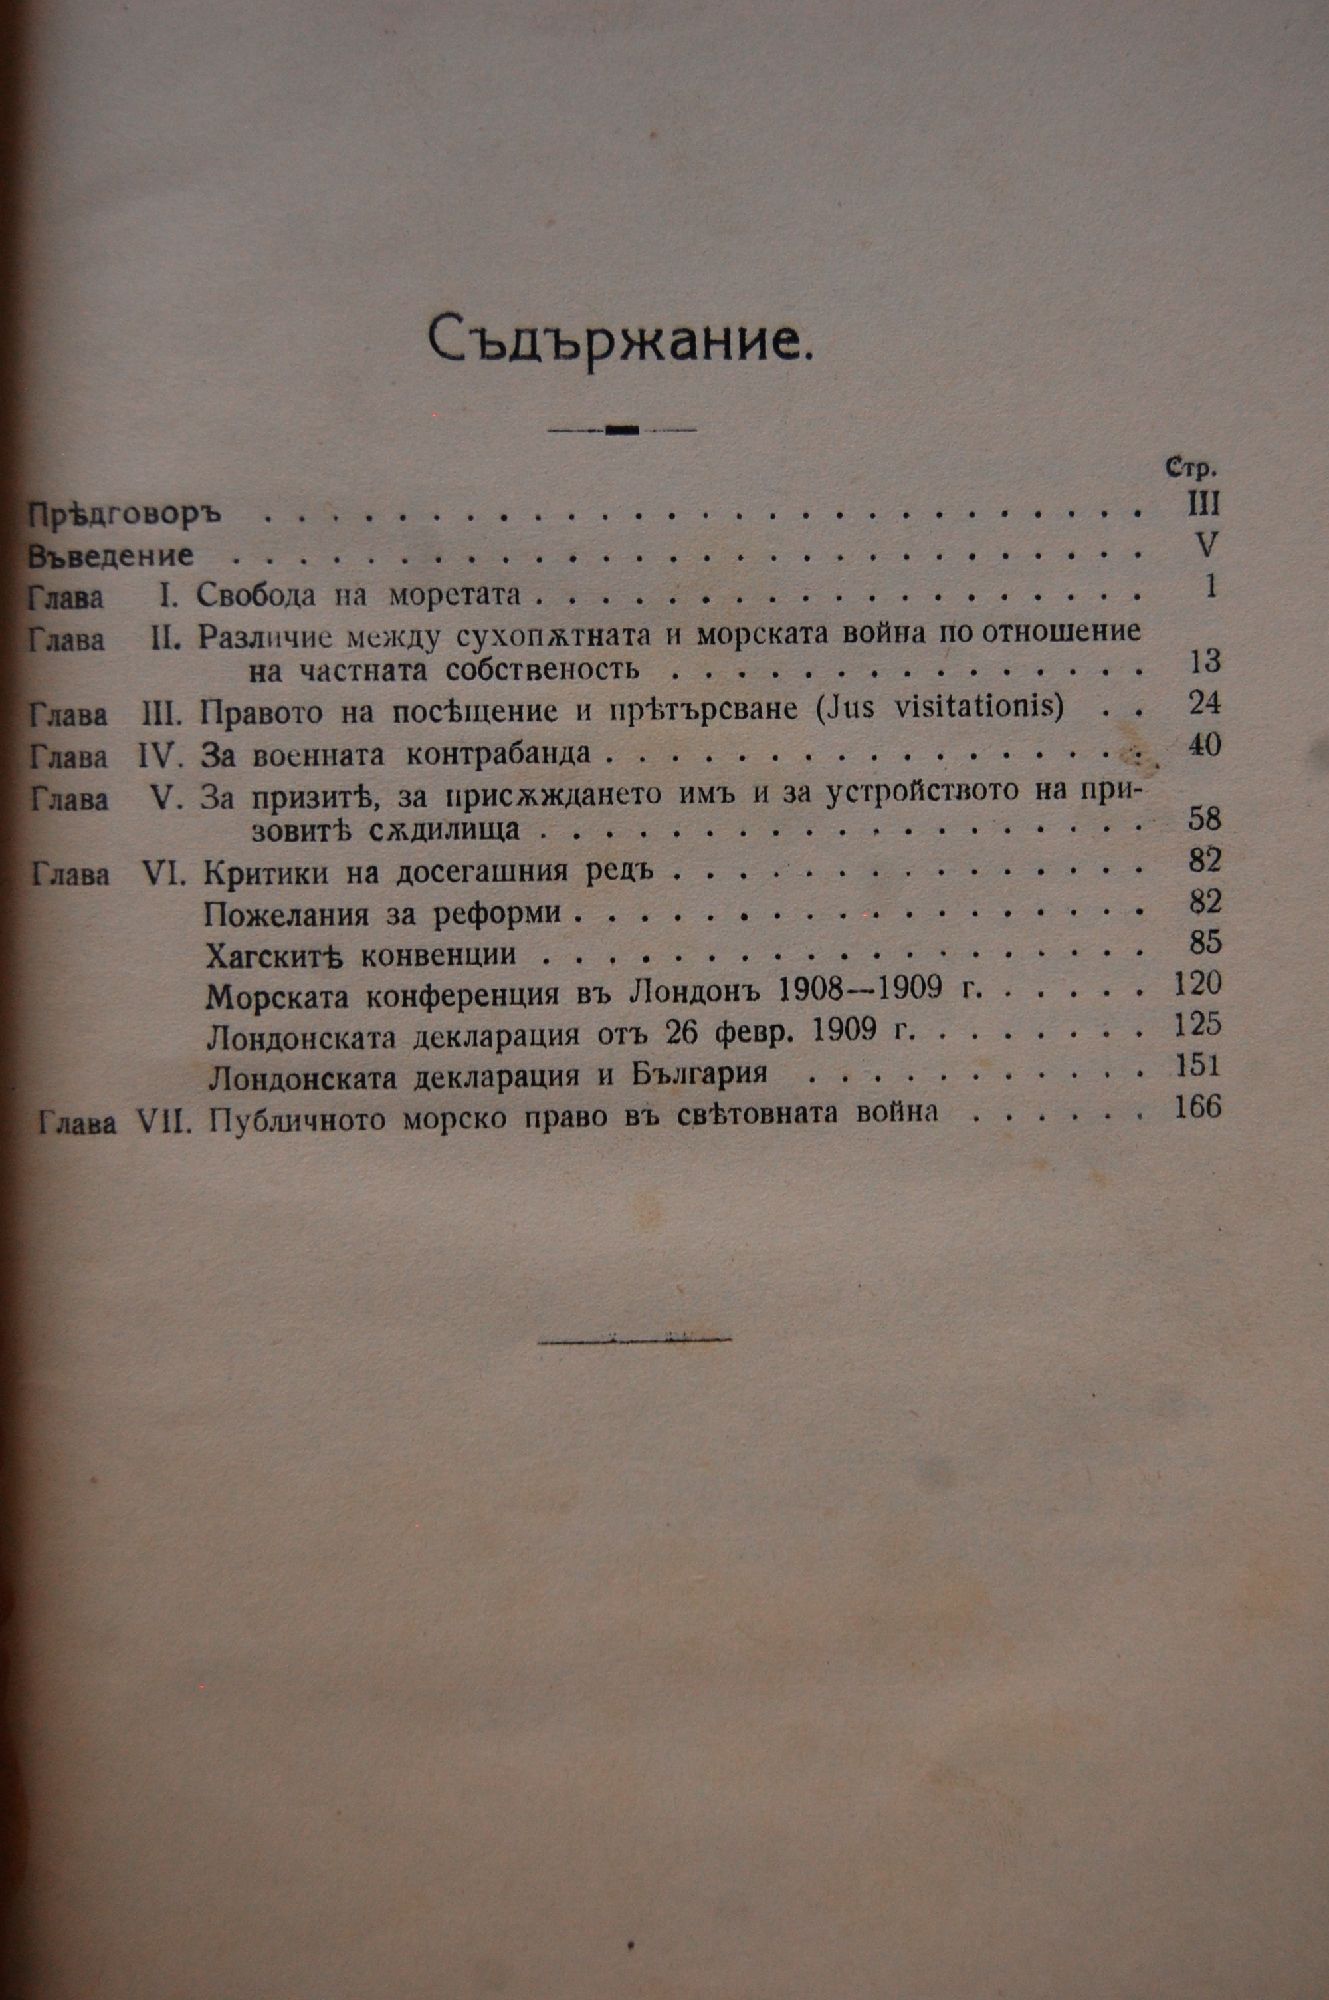 Съдържание.
Стр.
Прѣдговоръ . . . . . . . . . . . . . . . . . . . . . . . . . . . III
Въведение . . . . . . . . . . . . . . . . . . . . . . . . . . . . V
Глава I. Свобода на моретата . . . . . . . . . . . . . . . . . . . 1
Глава II. Различие между сухопѫтната и морската война по отношение
на частната собственость . . . . . . . . . . . . . . . 13
Глава III. Правото на посѣщение и прѣтърсване (Jus visitationis) . . 24
Глава IV. За военната контрабанда . . . . . . . . . . . . . . . . . 40
Глава V. За призитѣ, за присѫждането имъ и за устройството на при-
зовитѣ сѫдилища . . . . . . . . . . . . . . . . . . . 58
Глава VI. Критики на досегашния редъ . . . . . . . . . . . . . . . 82
Пожелания за реформи . . . . . . . . . . . . . . . . . . 82
Хагскитѣ конвенции . . . . . . . . . . . . . . . . . . . 85
Морската конференция въ Лондонъ 1908—1909 г. . . . . . 120
Лондонската декларация отъ 26 февр. 1909 г. . . . . . . . 125
Лондонската декларация и България . . . . . . . . . . . 151
Глава VII. Публичното морско право въ свѣтовната война . . . . . . 166